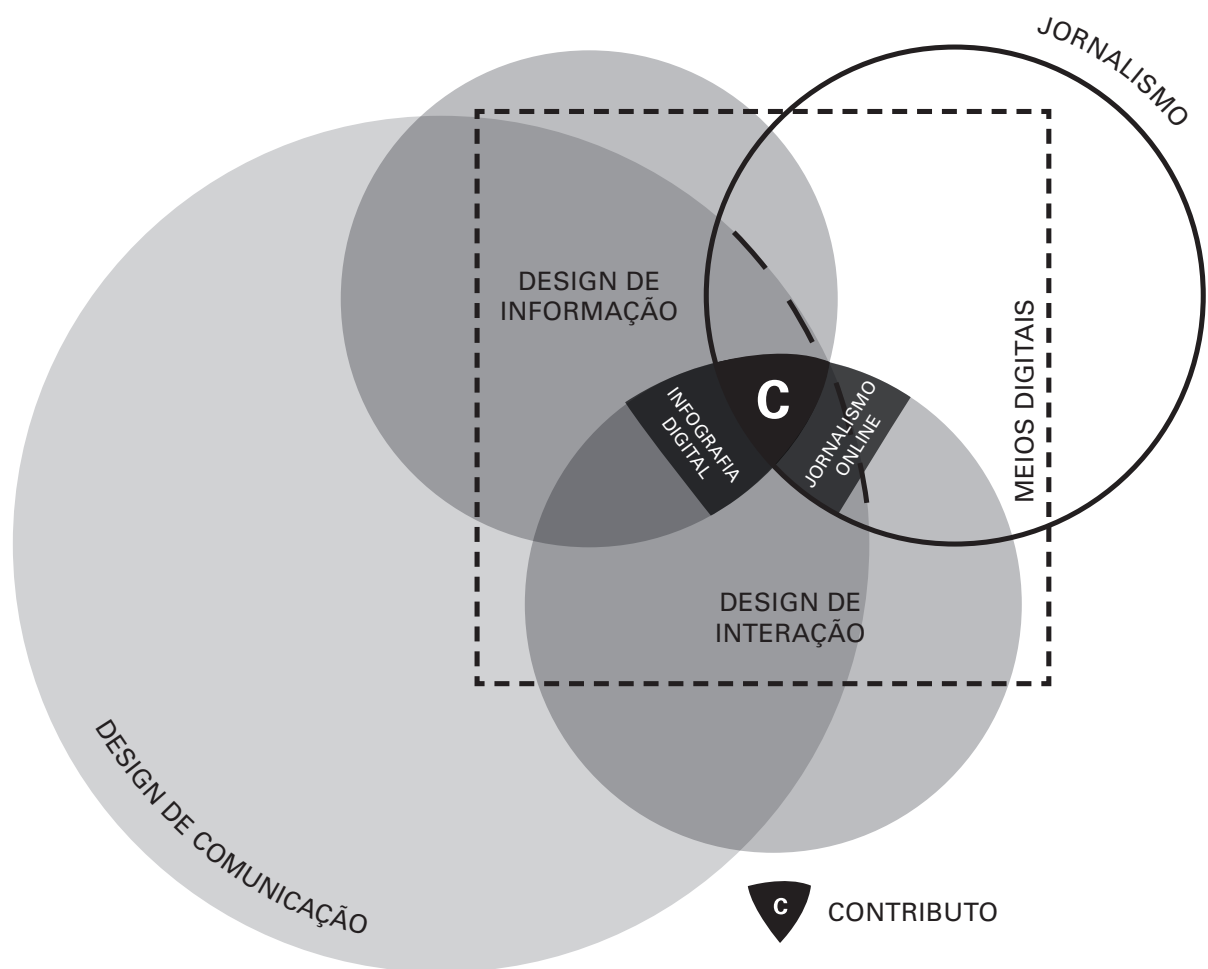 JORNALISMO
DESIGN DE
INFORMAÇÃO
MEIOS DIGITAIS
C
INFOGRAFIA
DIGITAL
JORNALISMO
ONLINE
DESIGN DE
INTERAÇÃO
DESIGN DE COMUNICAÇÃO
C
CONTRIBUTO